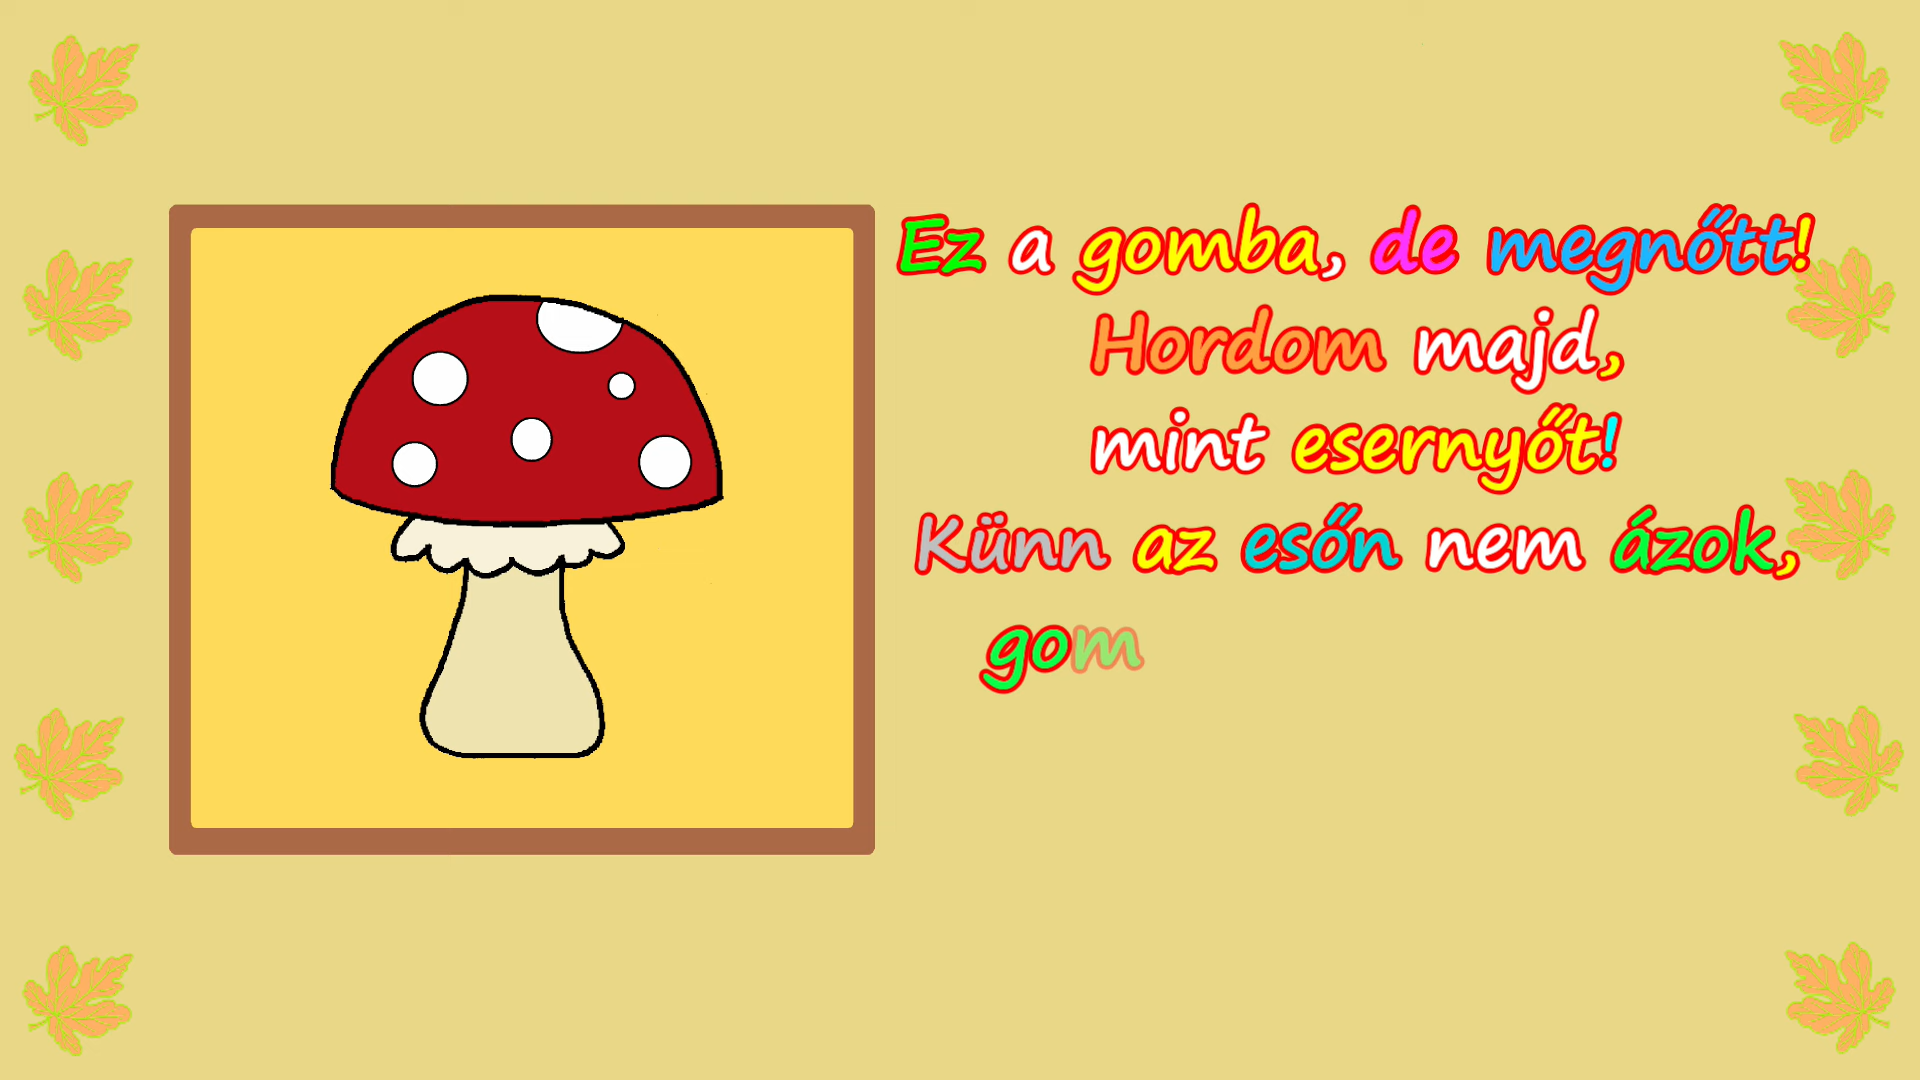 Ez a gomba, de megnőtt!
Hordom majd,
mint esernyőt!
Künn az esőn nem ázok,
gom